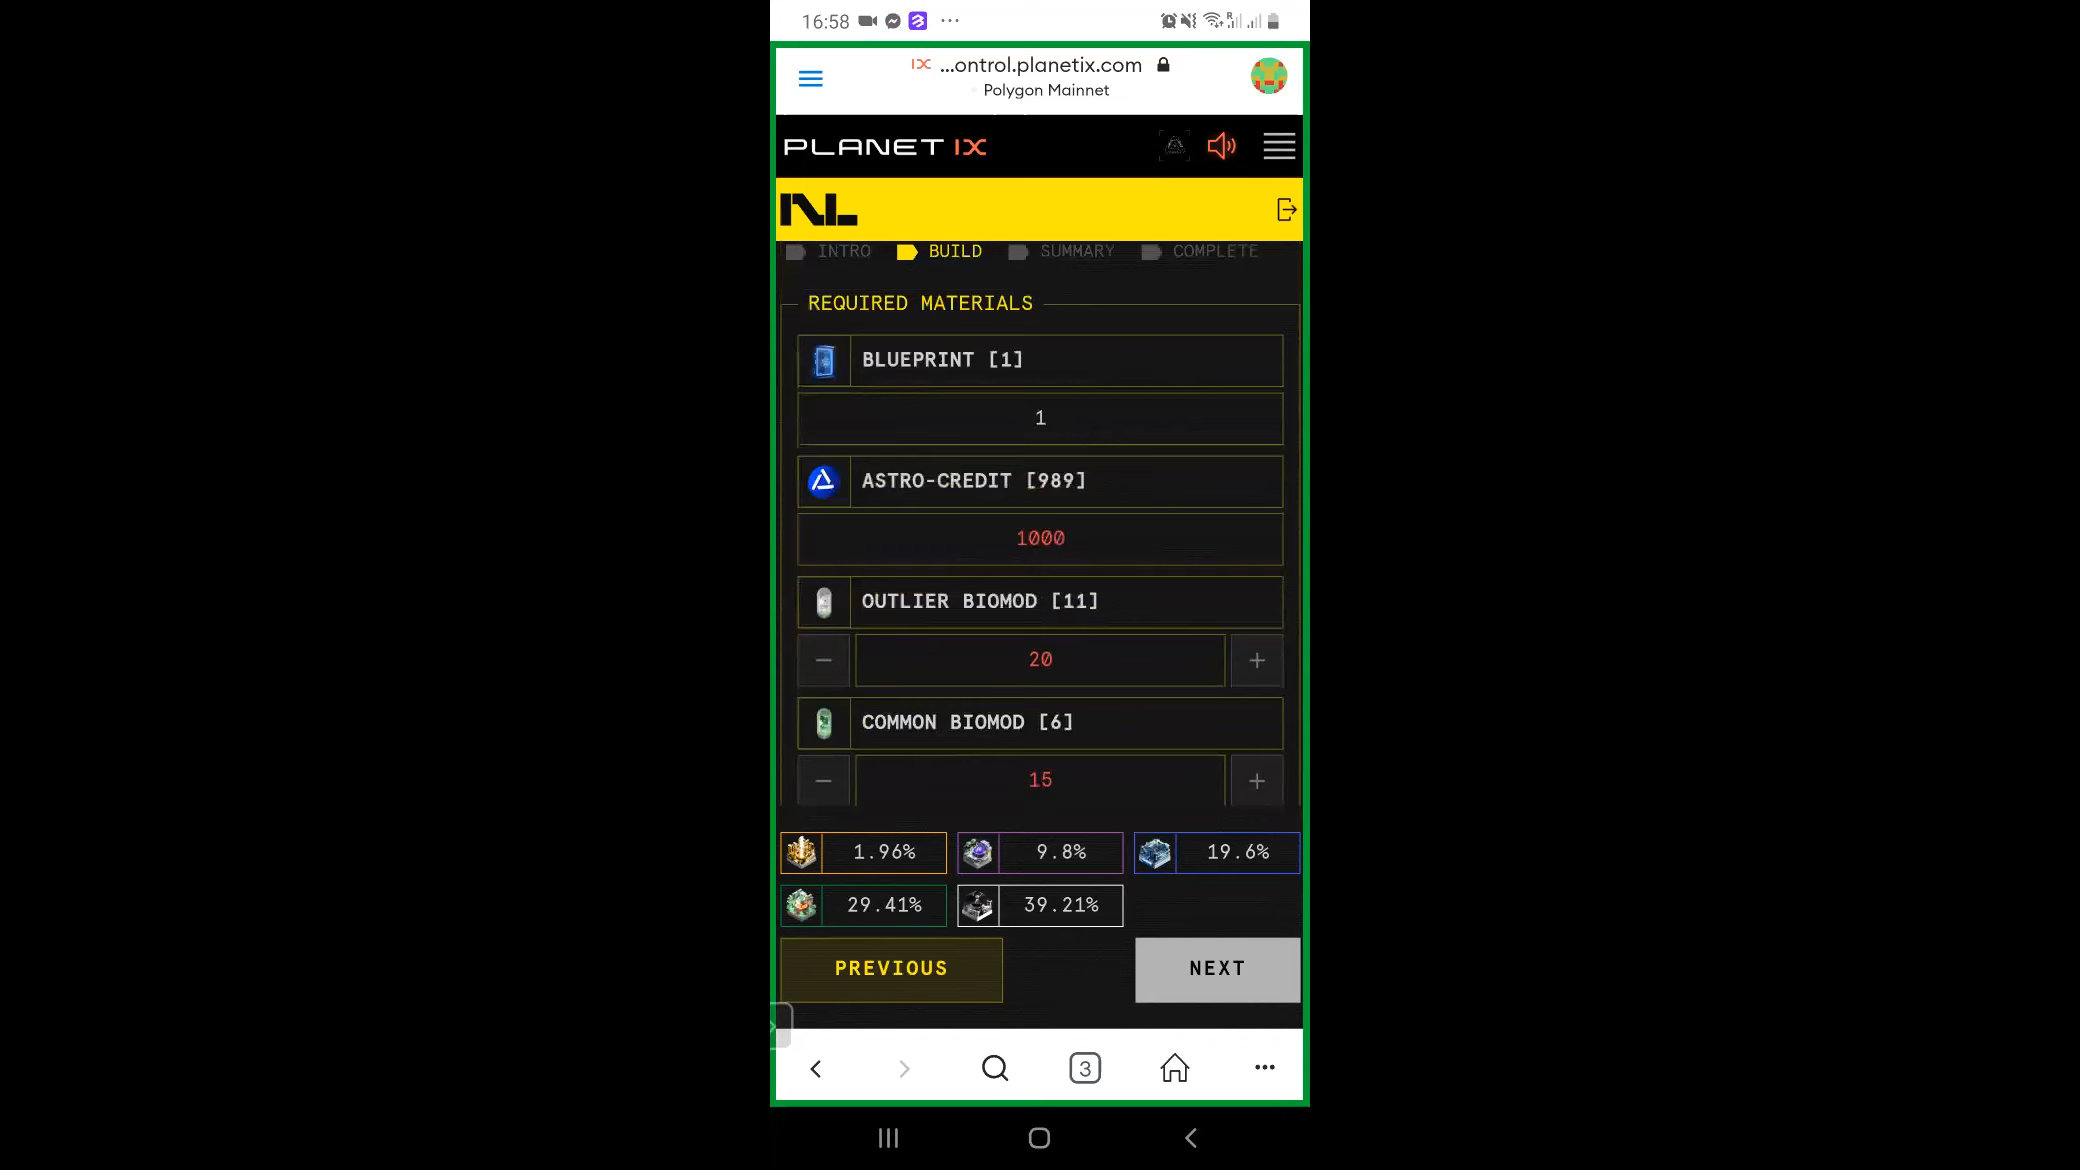 16:58
...ontrol.planetix.com
Polygon Mainnet
PLANET IX
NL
INTRO BUILD SUMMARY COMPLETE
REQUIRED MATERIALS
BLUEPRINT [1]
1
ASTRO-CREDIT [989]
1000
OUTLIER BIOMOD [11]
− 20 +
COMMON BIOMOD [6]
− 15 +
1.96% 9.8% 19.6%
29.41% 39.21%
PREVIOUS NEXT
3